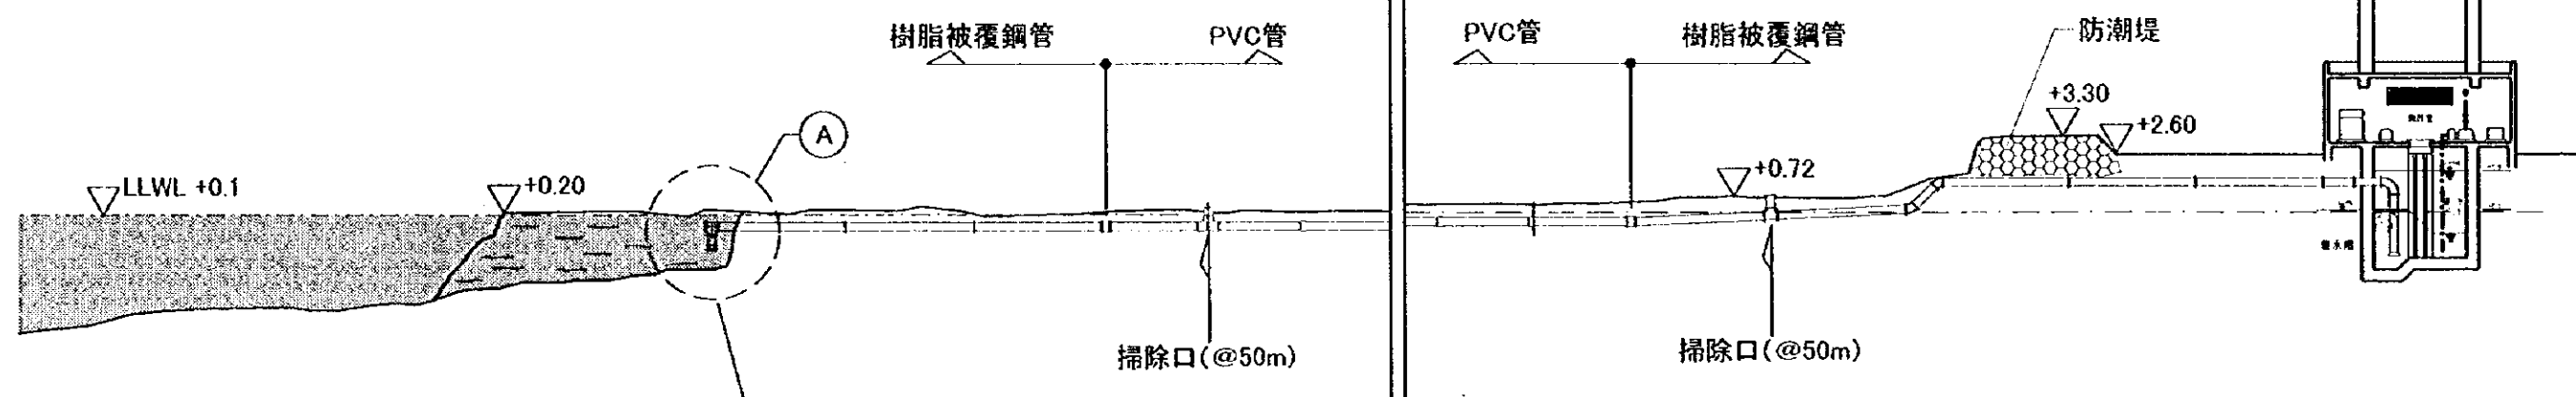 樹脂被覆鋼管 PVC管
PVC管 樹脂被覆鋼管 防潮堤
+3.30
+2.60
A
LLWL +0.1
+0.20
+0.72
掃除口(@50m)
掃除口(@50m)